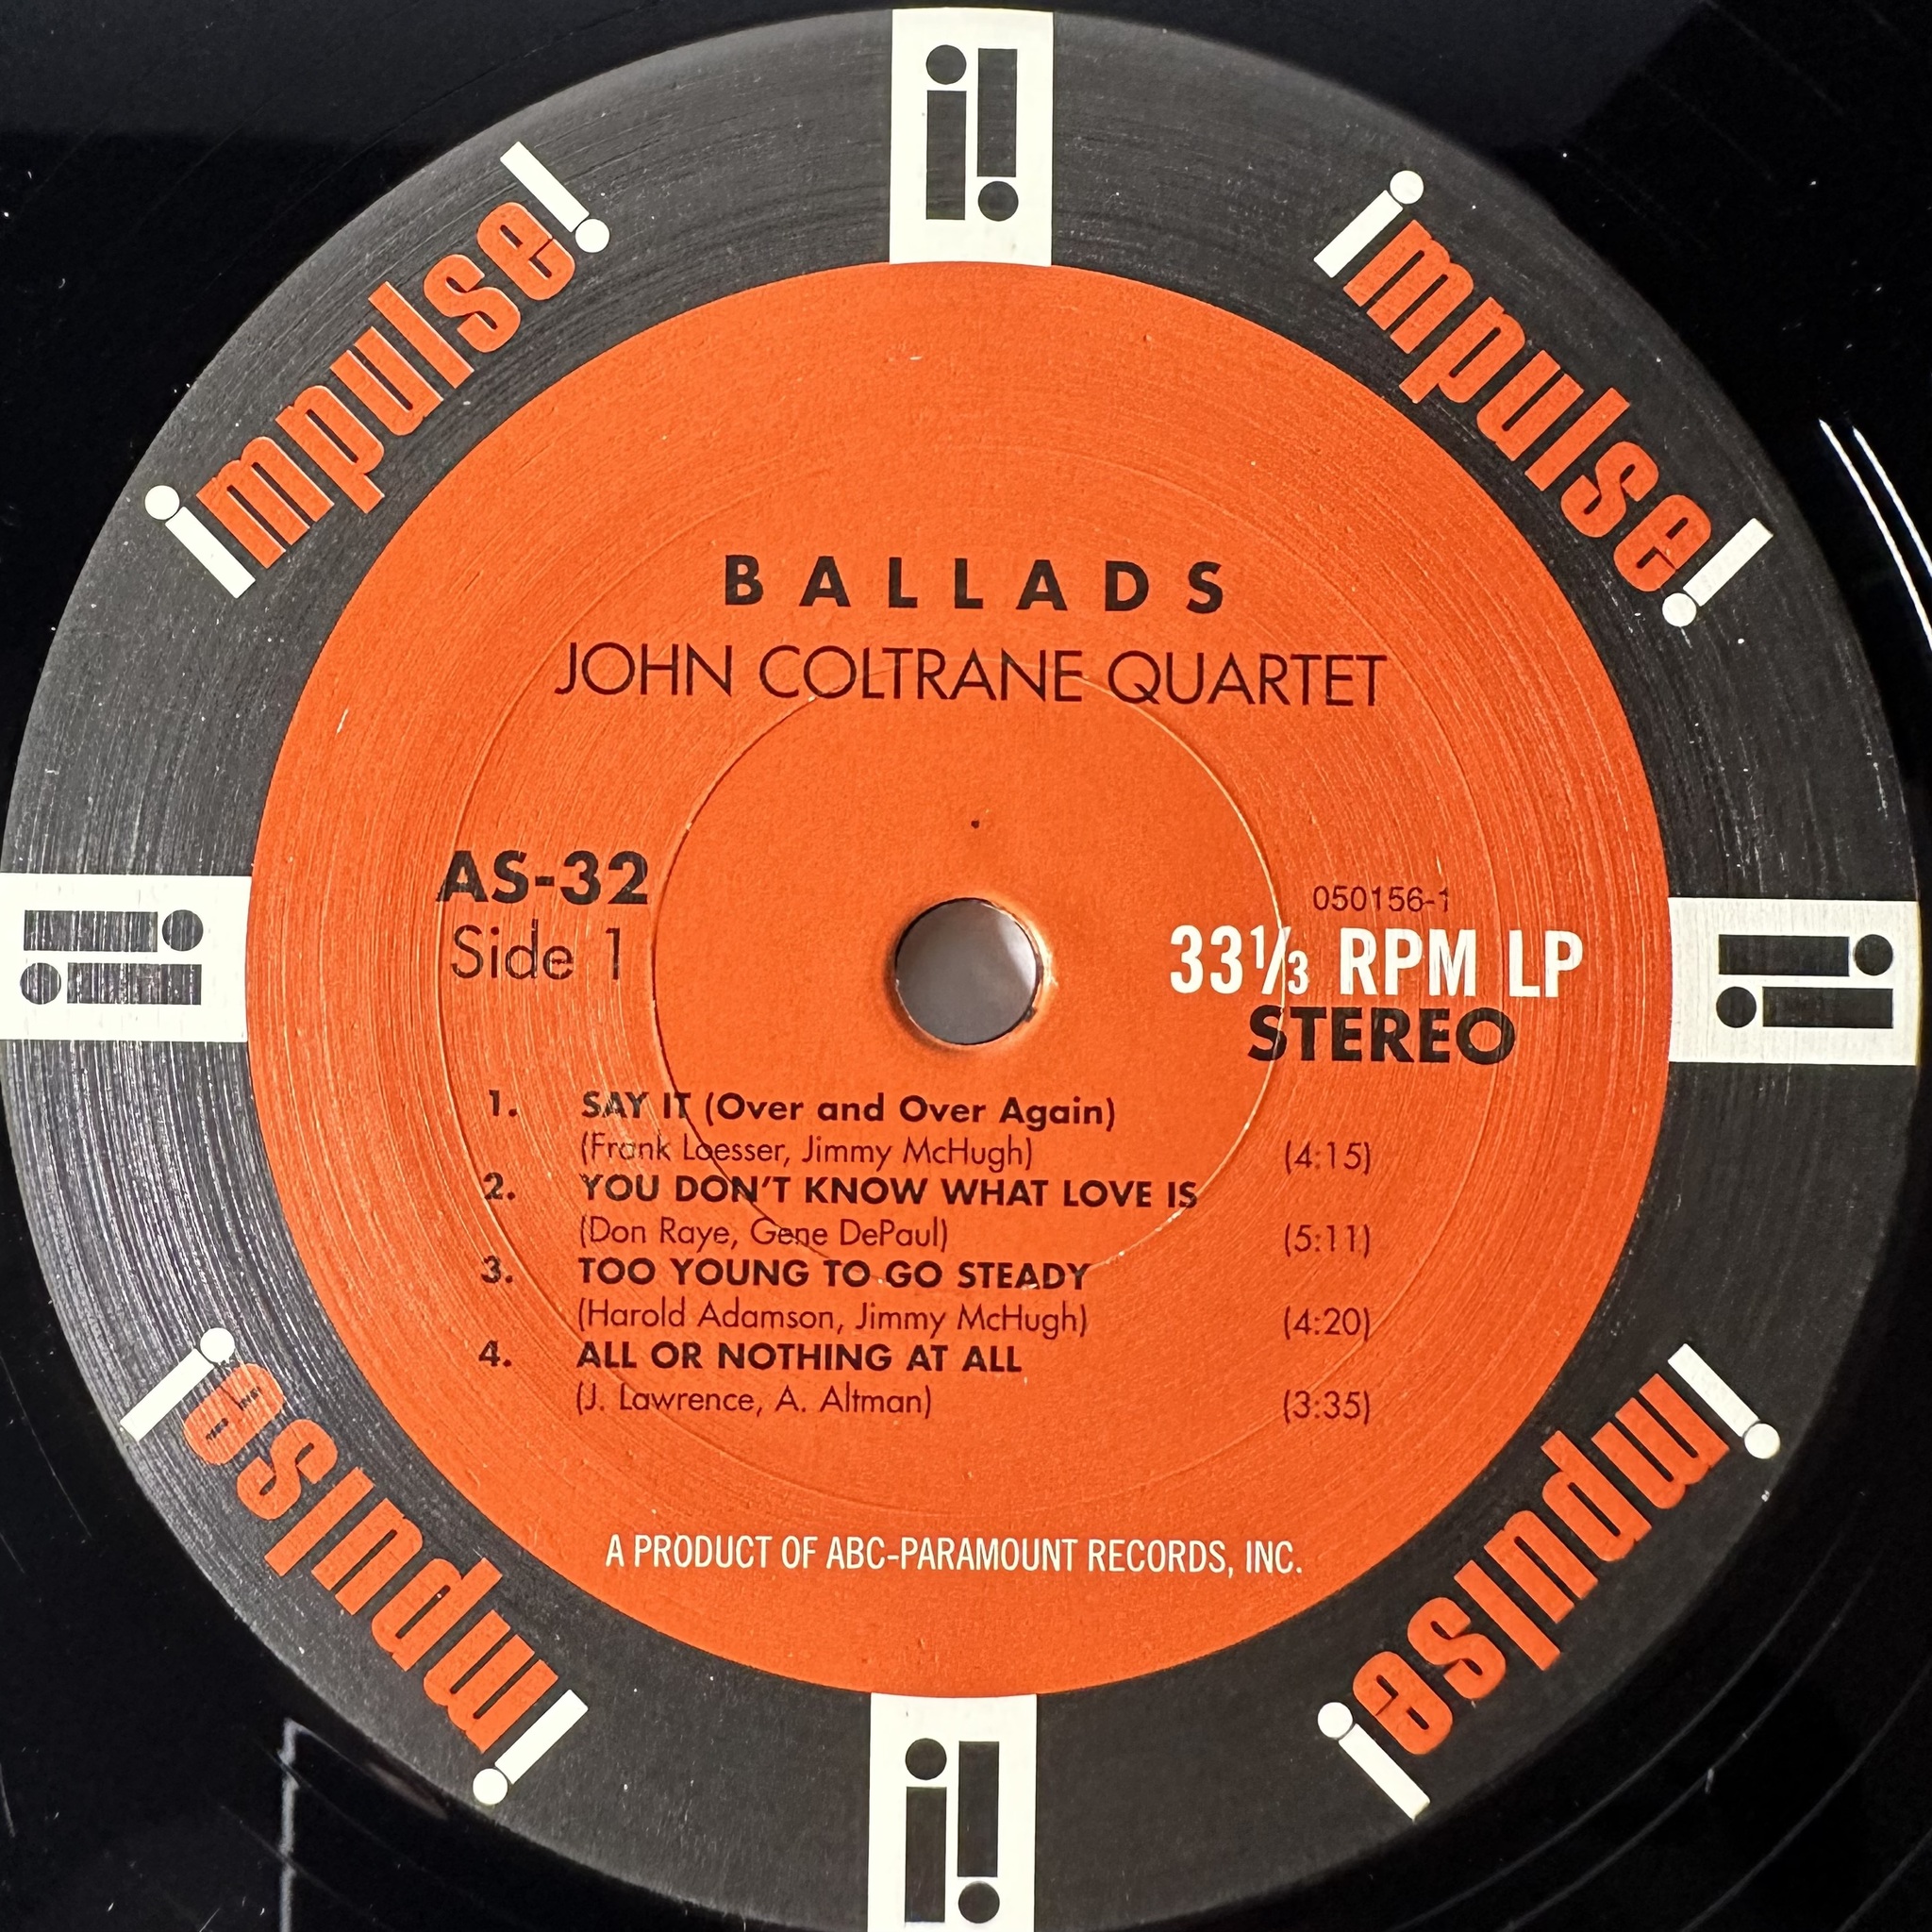 i!
impulse!
impulse!
BALLADS
JOHN COLTRANE QUARTET
AS-32
Side 1
050156-1
33⅓ RPM LP
STEREO
i!
i!
1. SAY IT (Over and Over Again)
(Frank Loesser, Jimmy McHugh) (4:15)
2. YOU DON'T KNOW WHAT LOVE IS
(Don Raye, Gene DePaul) (5:11)
3. TOO YOUNG TO GO STEADY
(Harold Adamson, Jimmy McHugh) (4:20)
4. ALL OR NOTHING AT ALL
(J. Lawrence, A. Altman) (3:35)
A PRODUCT OF ABC-PARAMOUNT RECORDS, INC.
impulse!
impulse!
i!